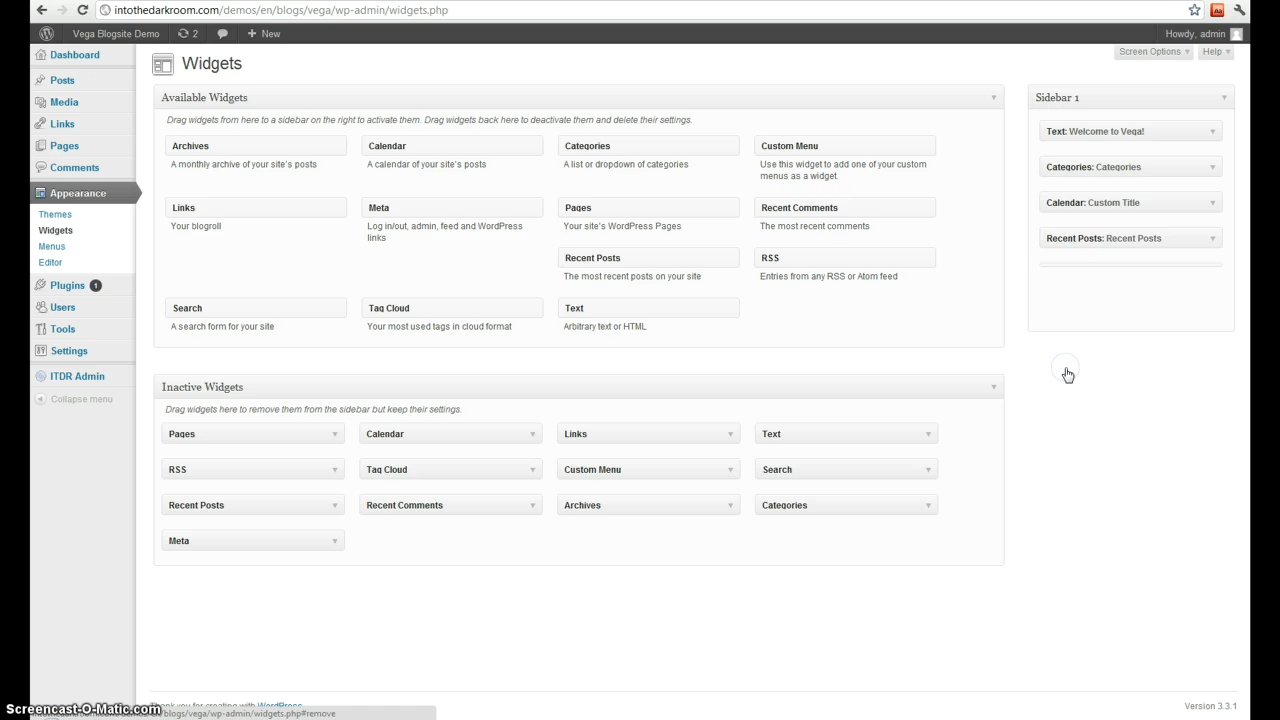 intothedarkroom.com/demos/en/blogs/vega/wp-admin/widgets.php
Vega Blogsite Demo 2 + New Howdy, admin
Screen Options Help
Dashboard
Posts
Media
Links
Pages
Comments
Appearance
Themes
Widgets
Menus
Editor
Plugins 1
Users
Tools
Settings
ITDR Admin
Collapse menu
Widgets
Available Widgets
Drag widgets from here to a sidebar on the right to activate them. Drag widgets back here to deactivate them and delete their settings.
Archives
A monthly archive of your site's posts
Calendar
A calendar of your site's posts
Categories
A list or dropdown of categories
Custom Menu
Use this widget to add one of your custom
menus as a widget.
Links
Your blogroll
Meta
Log in/out, admin, feed and WordPress
links
Pages
Your site's WordPress Pages
Recent Comments
The most recent comments
Recent Posts
The most recent posts on your site
RSS
Entries from any RSS or Atom feed
Search
A search form for your site
Tag Cloud
Your most used tags in cloud format
Text
Arbitrary text or HTML
Inactive Widgets
Drag widgets here to remove them from the sidebar but keep their settings.
Pages Calendar Links Text
RSS Tag Cloud Custom Menu Search
Recent Posts Recent Comments Archives Categories
Meta
Sidebar 1
Text: Welcome to Vega!
Categories: Categories
Calendar: Custom Title
Recent Posts: Recent Posts
Thank you for creating with WordPress
Version 3.3.1
Screencast-O-Matic.com
blogs/vega/wp-admin/widgets.php#remove